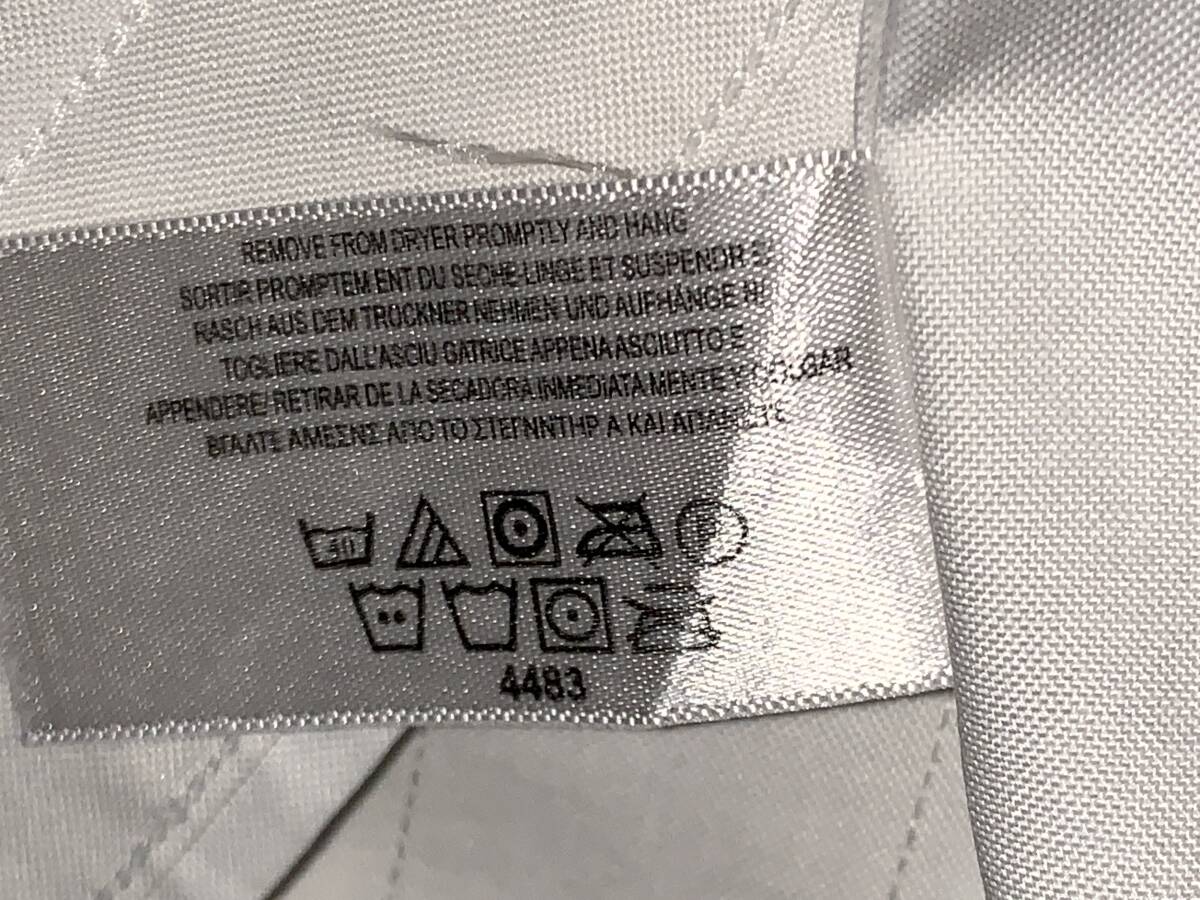 REMOVE FROM DRYER PROMPTLY AND HANG
SORTIR PROMPTEM ENT DU SECHE-LINGE ET SUSPENDR E/
RASCH AUS DEM TROCKNER NEHMEN UND AUFHÄNGE N/
TOGLIERE DALL'ASCIU GATRICE APPENA ASCIUTTO E
APPENDERE/ RETIRAR DE LA SECADORA INMEDIATA MENTE Y
ΒΓΑΛΤΕ ΑΜΕΣΗΣ ΑΠΟ ΤΟ ΣΤΕΓΝΝΤΗΡ Α ΚΑΙ
30
4483